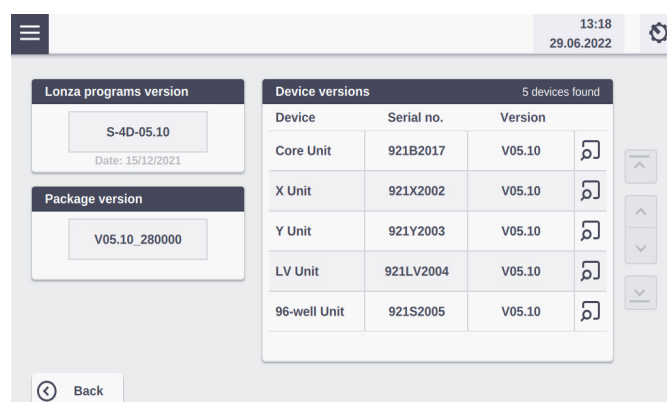 13:18
29.06.2022
Lonza programs version
S-4D-05.10
Date: 15/12/2021
Package version
V05.10_280000
Device versions 5 devices found
Device Serial no. Version
Core Unit 921B2017 V05.10
X Unit 921X2002 V05.10
Y Unit 921Y2003 V05.10
LV Unit 921LV2004 V05.10
96-well Unit 921S2005 V05.10
Back